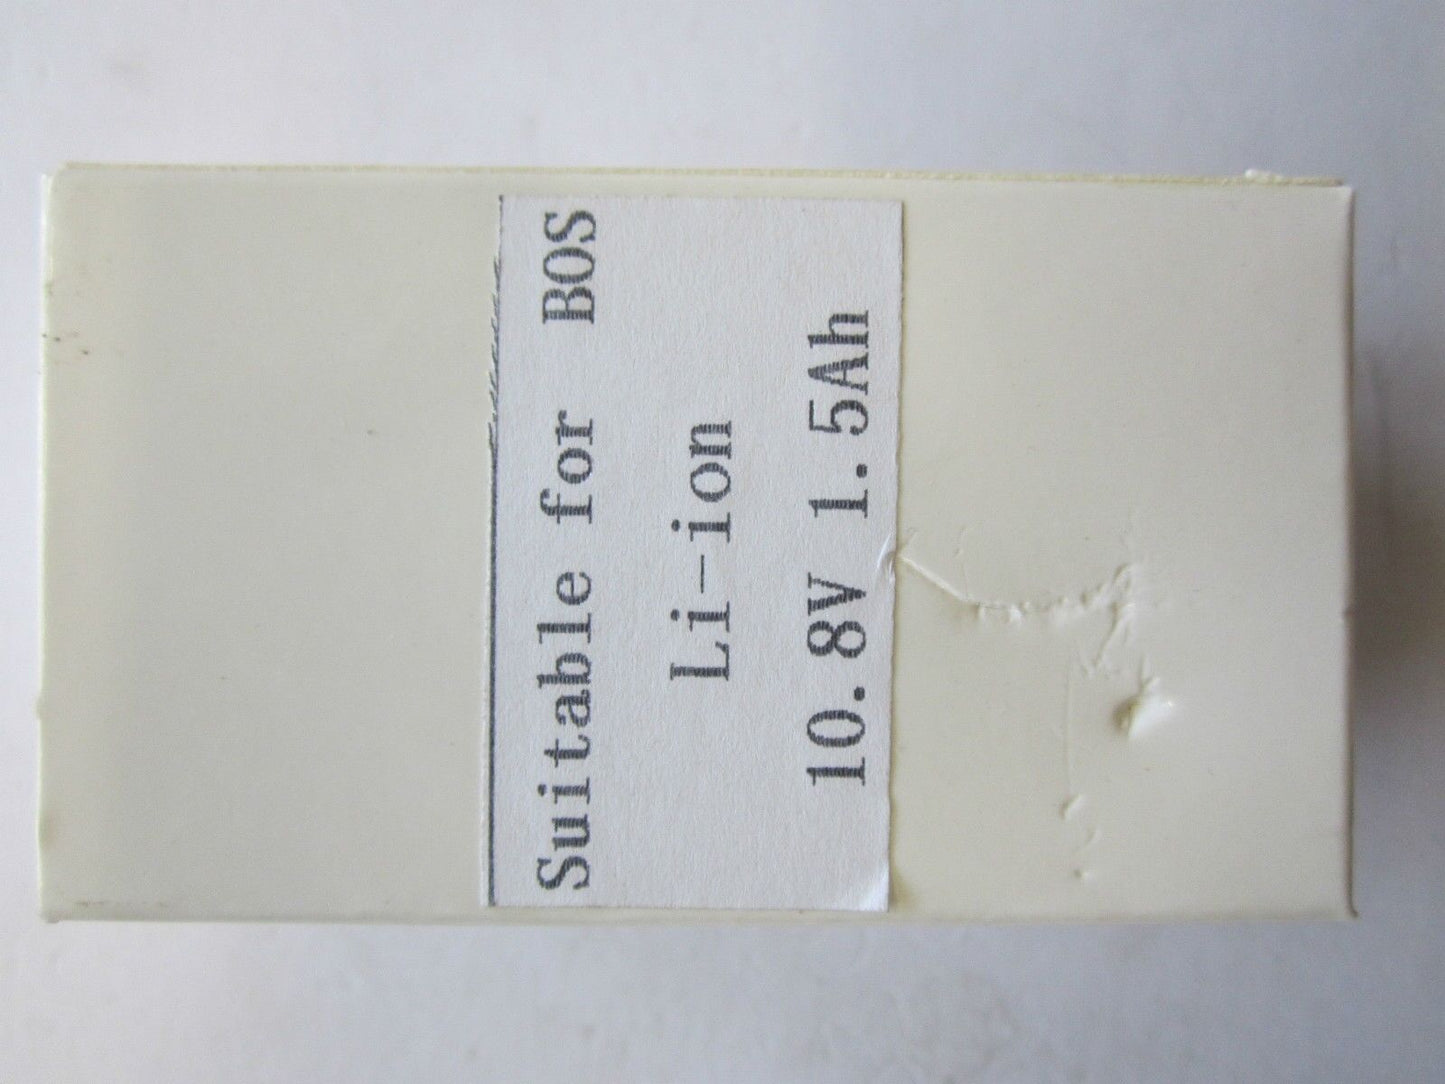 Suitable for BOS
Li-ion
10.8V 1.5Ah